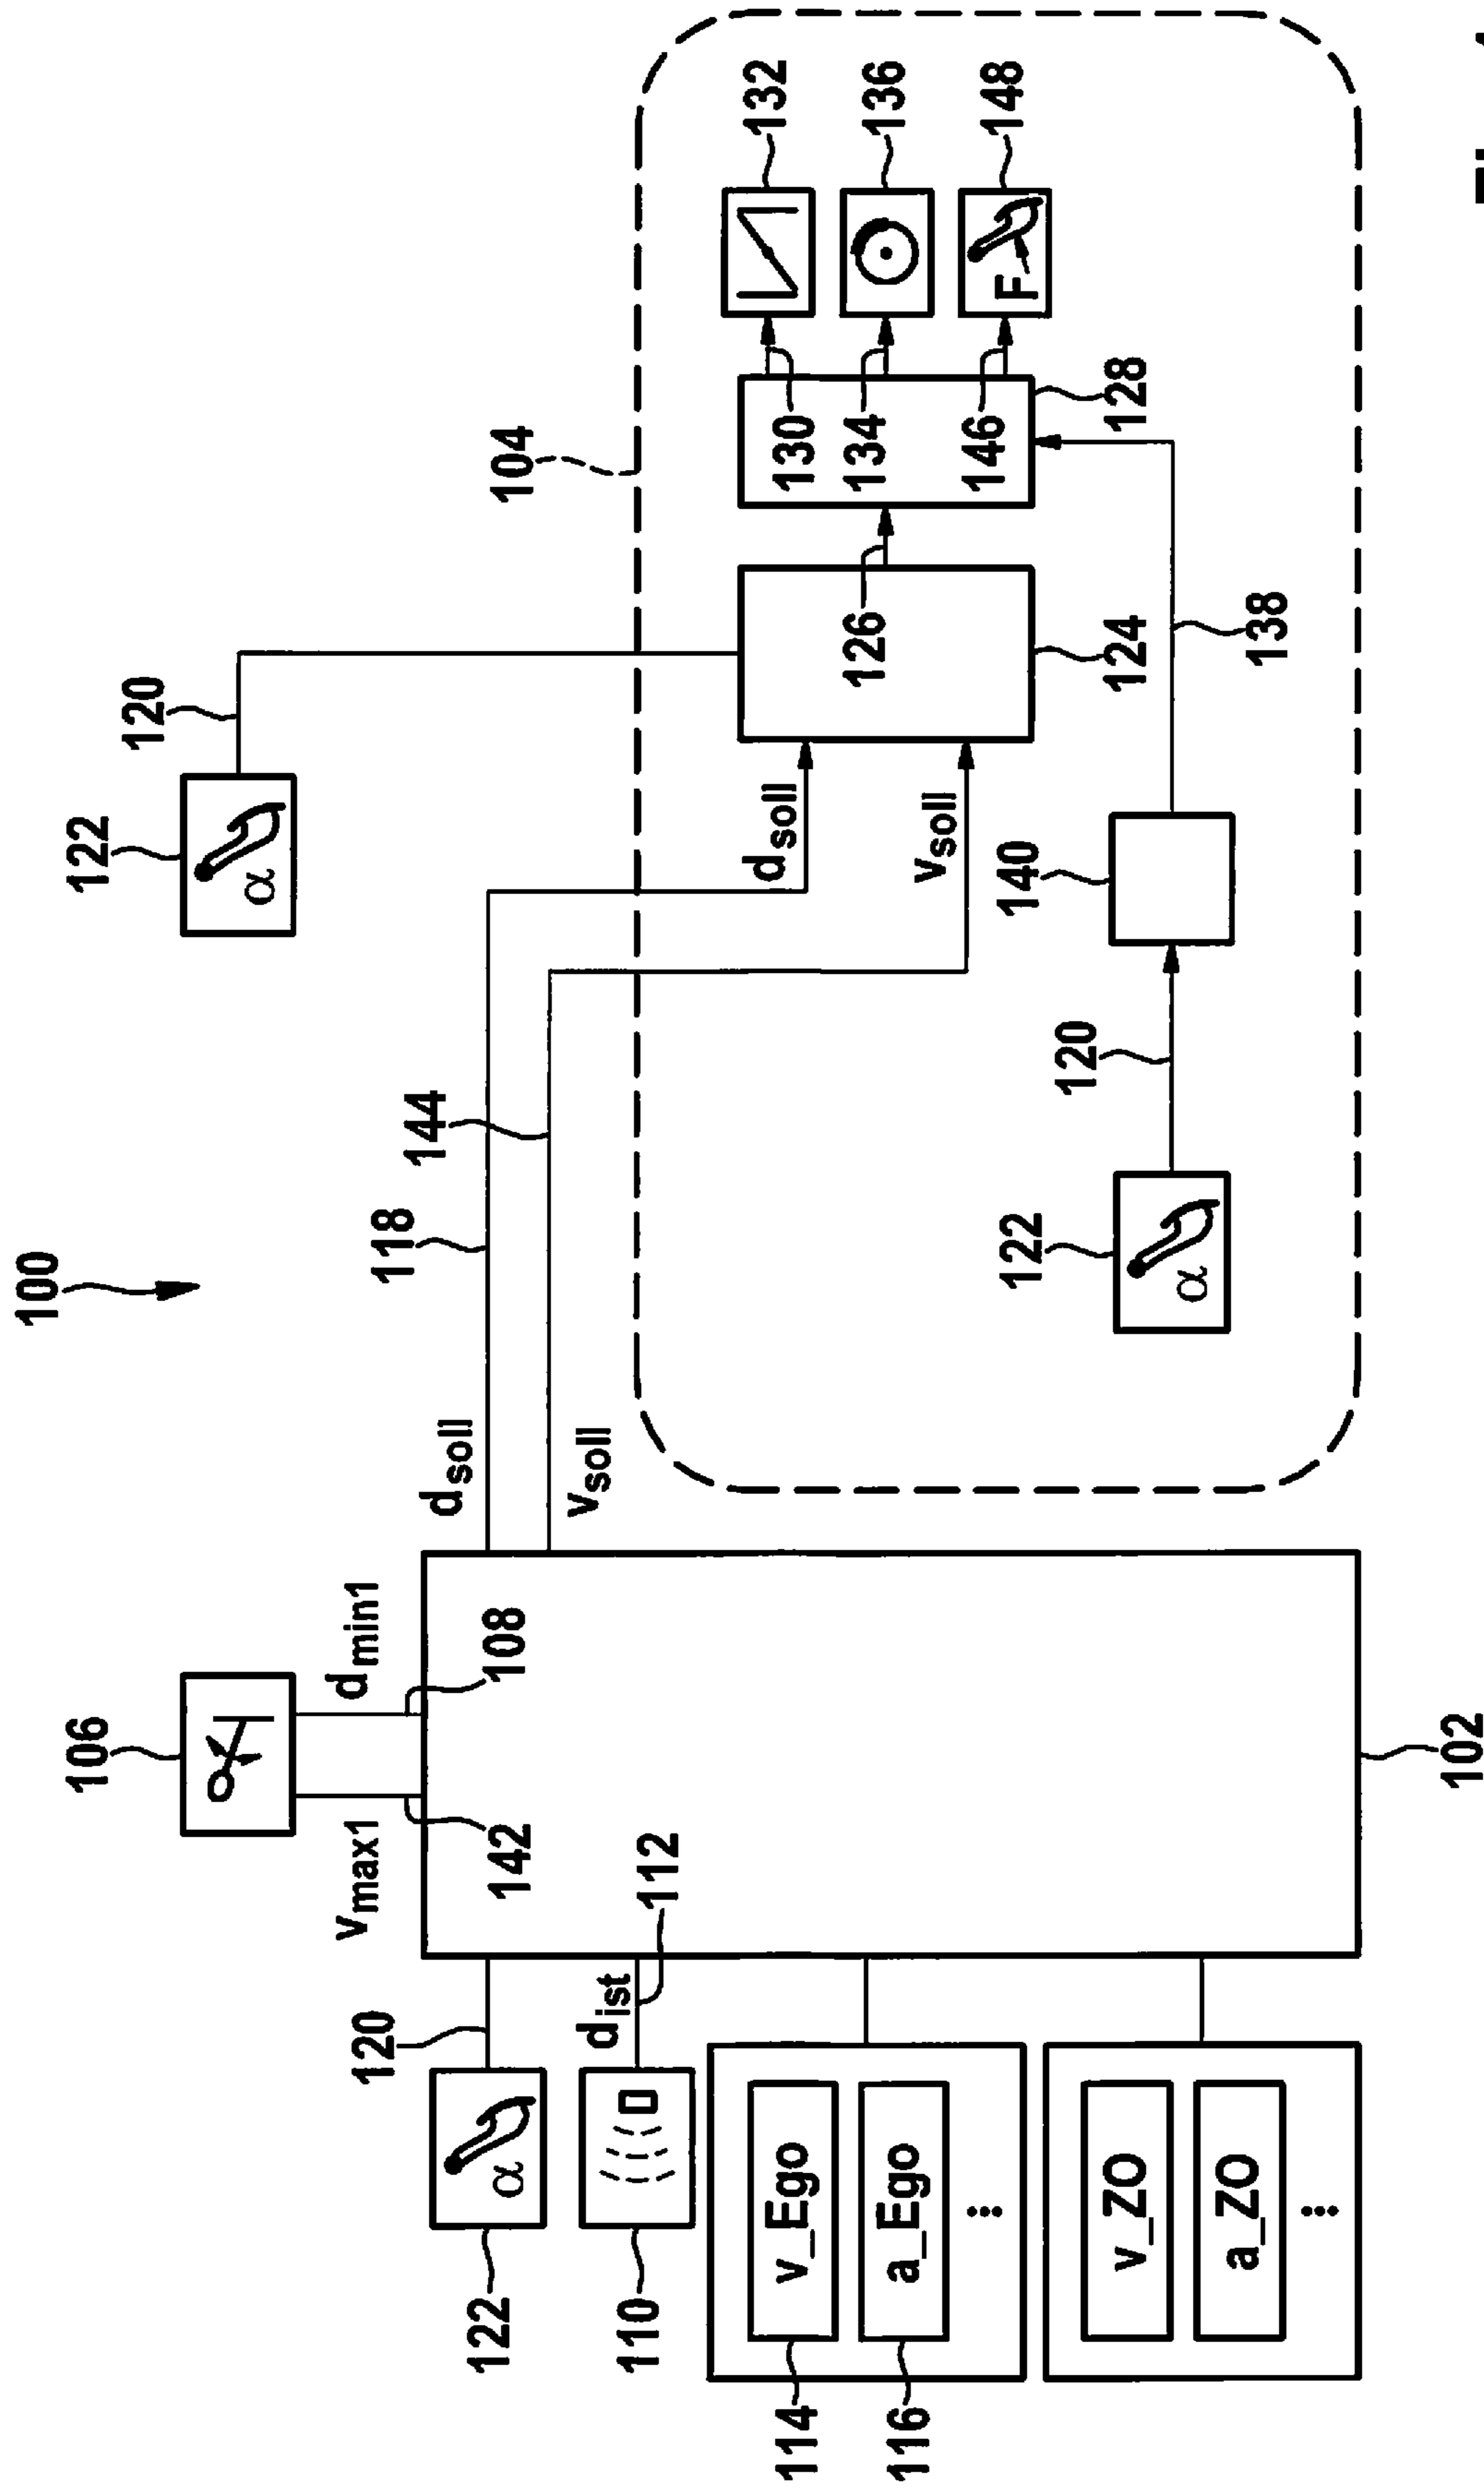 100
106
v_max1
d_min1
142
108
122
120
α
110
d_ist
112
114
v_Ego
116
a_Ego
⋮
v_ZO
a_ZO
⋮
102
d_soll
v_soll
118
144
122
120
α
104
d_soll
v_soll
124
126
128
130
132
134
136
146
148
F
122
α
120
140
138